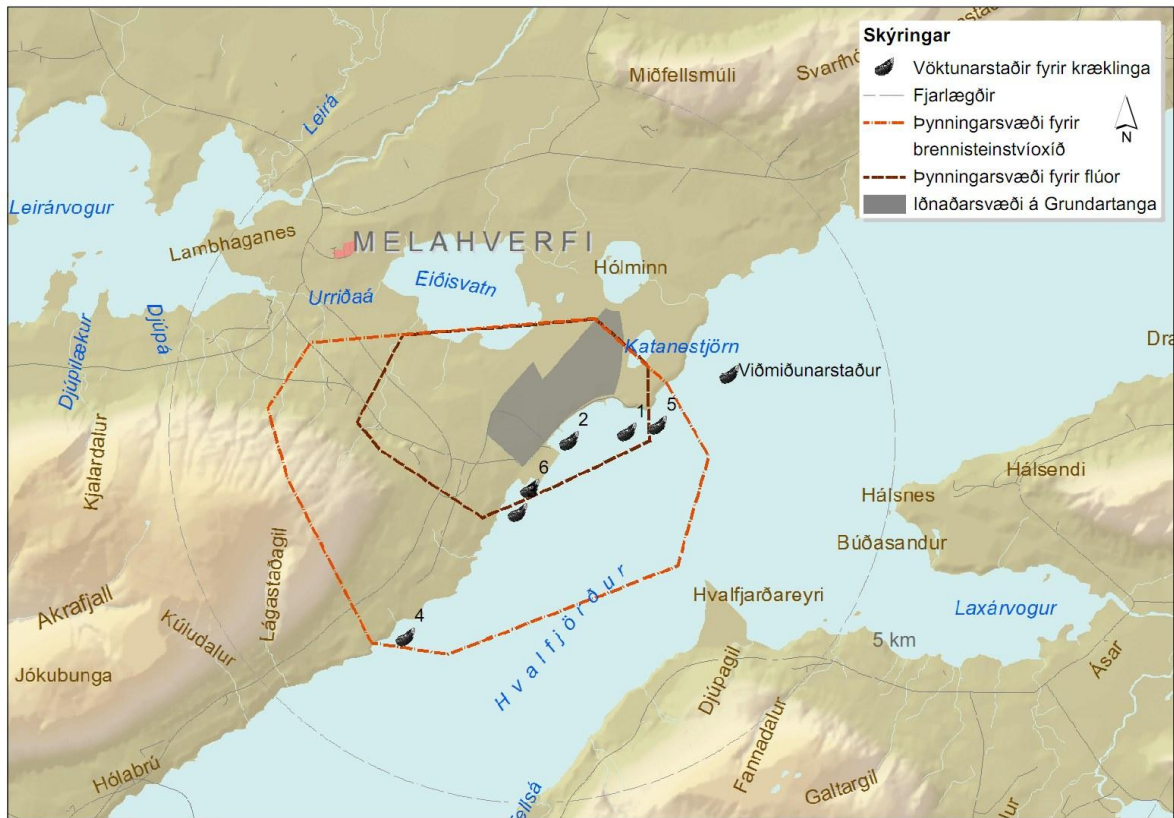 Skýringar
Vöktunarstaðir fyrir kræklinga
Fjarlægðir
Þynningarsvæði fyrir
brennisteinstvíoxíð
Þynningarsvæði fyrir flúor
Iðnaðarsvæði á Grundartanga
N
Miðfellsmúli
Leirá
Leirárvogur
Lambhaganes
MELAHVERFI
Hólminn
Eiðisvatn
Urriðaá
Djúpá
Djúpilækur
Katanestjörn
Viðmiðunarstaður
5
1
2
6
4
Kjalardalur
Lágastaðagil
Akrafjall
Kúludalur
Jókubunga
Hólabrú
Hvalfjörður
Hálsendi
Hálsnes
Búðasandur
Hvalfjarðareyri
Laxárvogur
5 km
Ásar
Djúpagil
Fannadalur
Galtargil